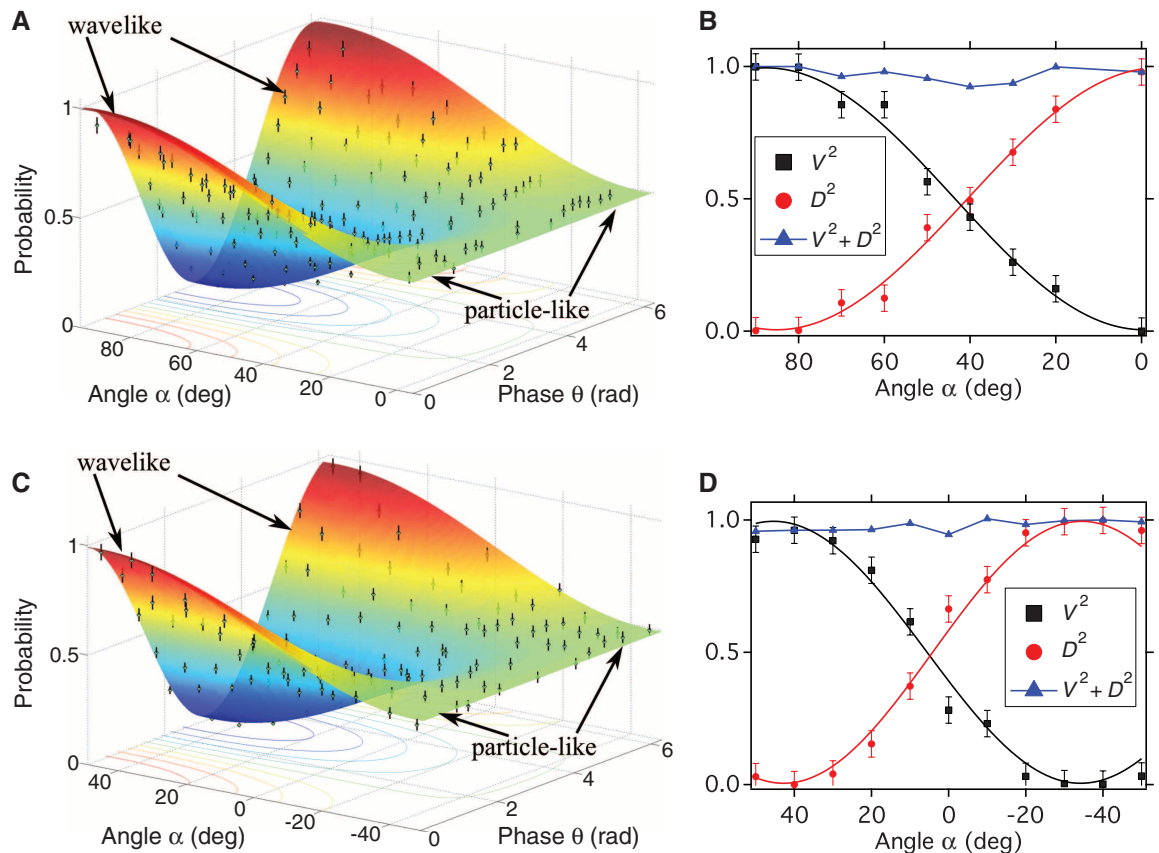 A
wavelike
1
0.5
0
Probability
80
60
40
20
0
Angle α (deg)
0
2
4
6
Phase θ (rad)
particle-like
B
1.0
0.5
0.0
V²
D²
V² + D²
80
60
40
20
0
Angle α (deg)
C
wavelike
1
0.5
0
Probability
40
20
0
-20
-40
Angle α (deg)
0
2
4
6
Phase θ (rad)
particle-like
D
1.0
0.5
0.0
V²
D²
V² + D²
40
20
0
-20
-40
Angle α (deg)